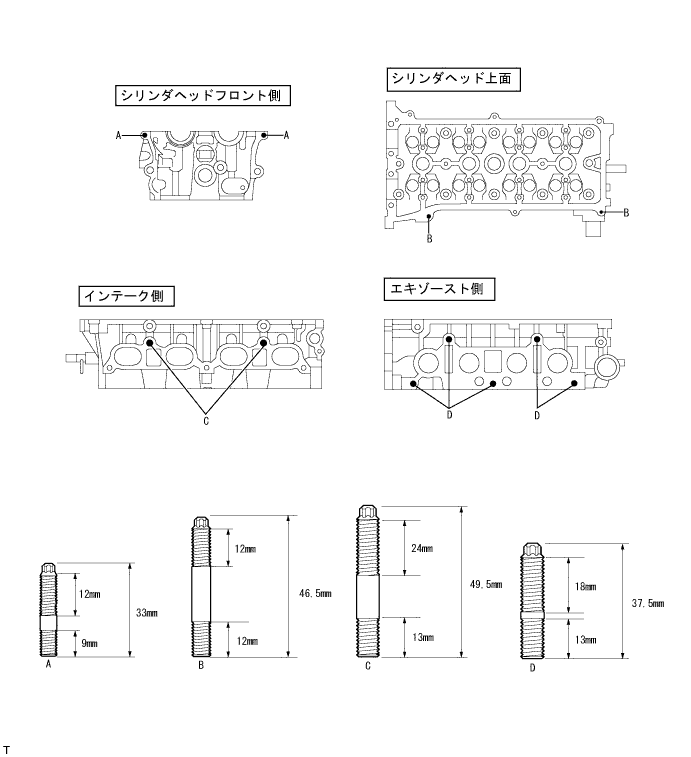 シリンダヘッドフロント側
シリンダヘッド上面
A
A
B
B
インテーク側
エキゾースト側
C
D
D
12mm
9mm
33mm
A
12mm
12mm
46.5mm
B
24mm
13mm
49.5mm
C
18mm
13mm
37.5mm
D
T